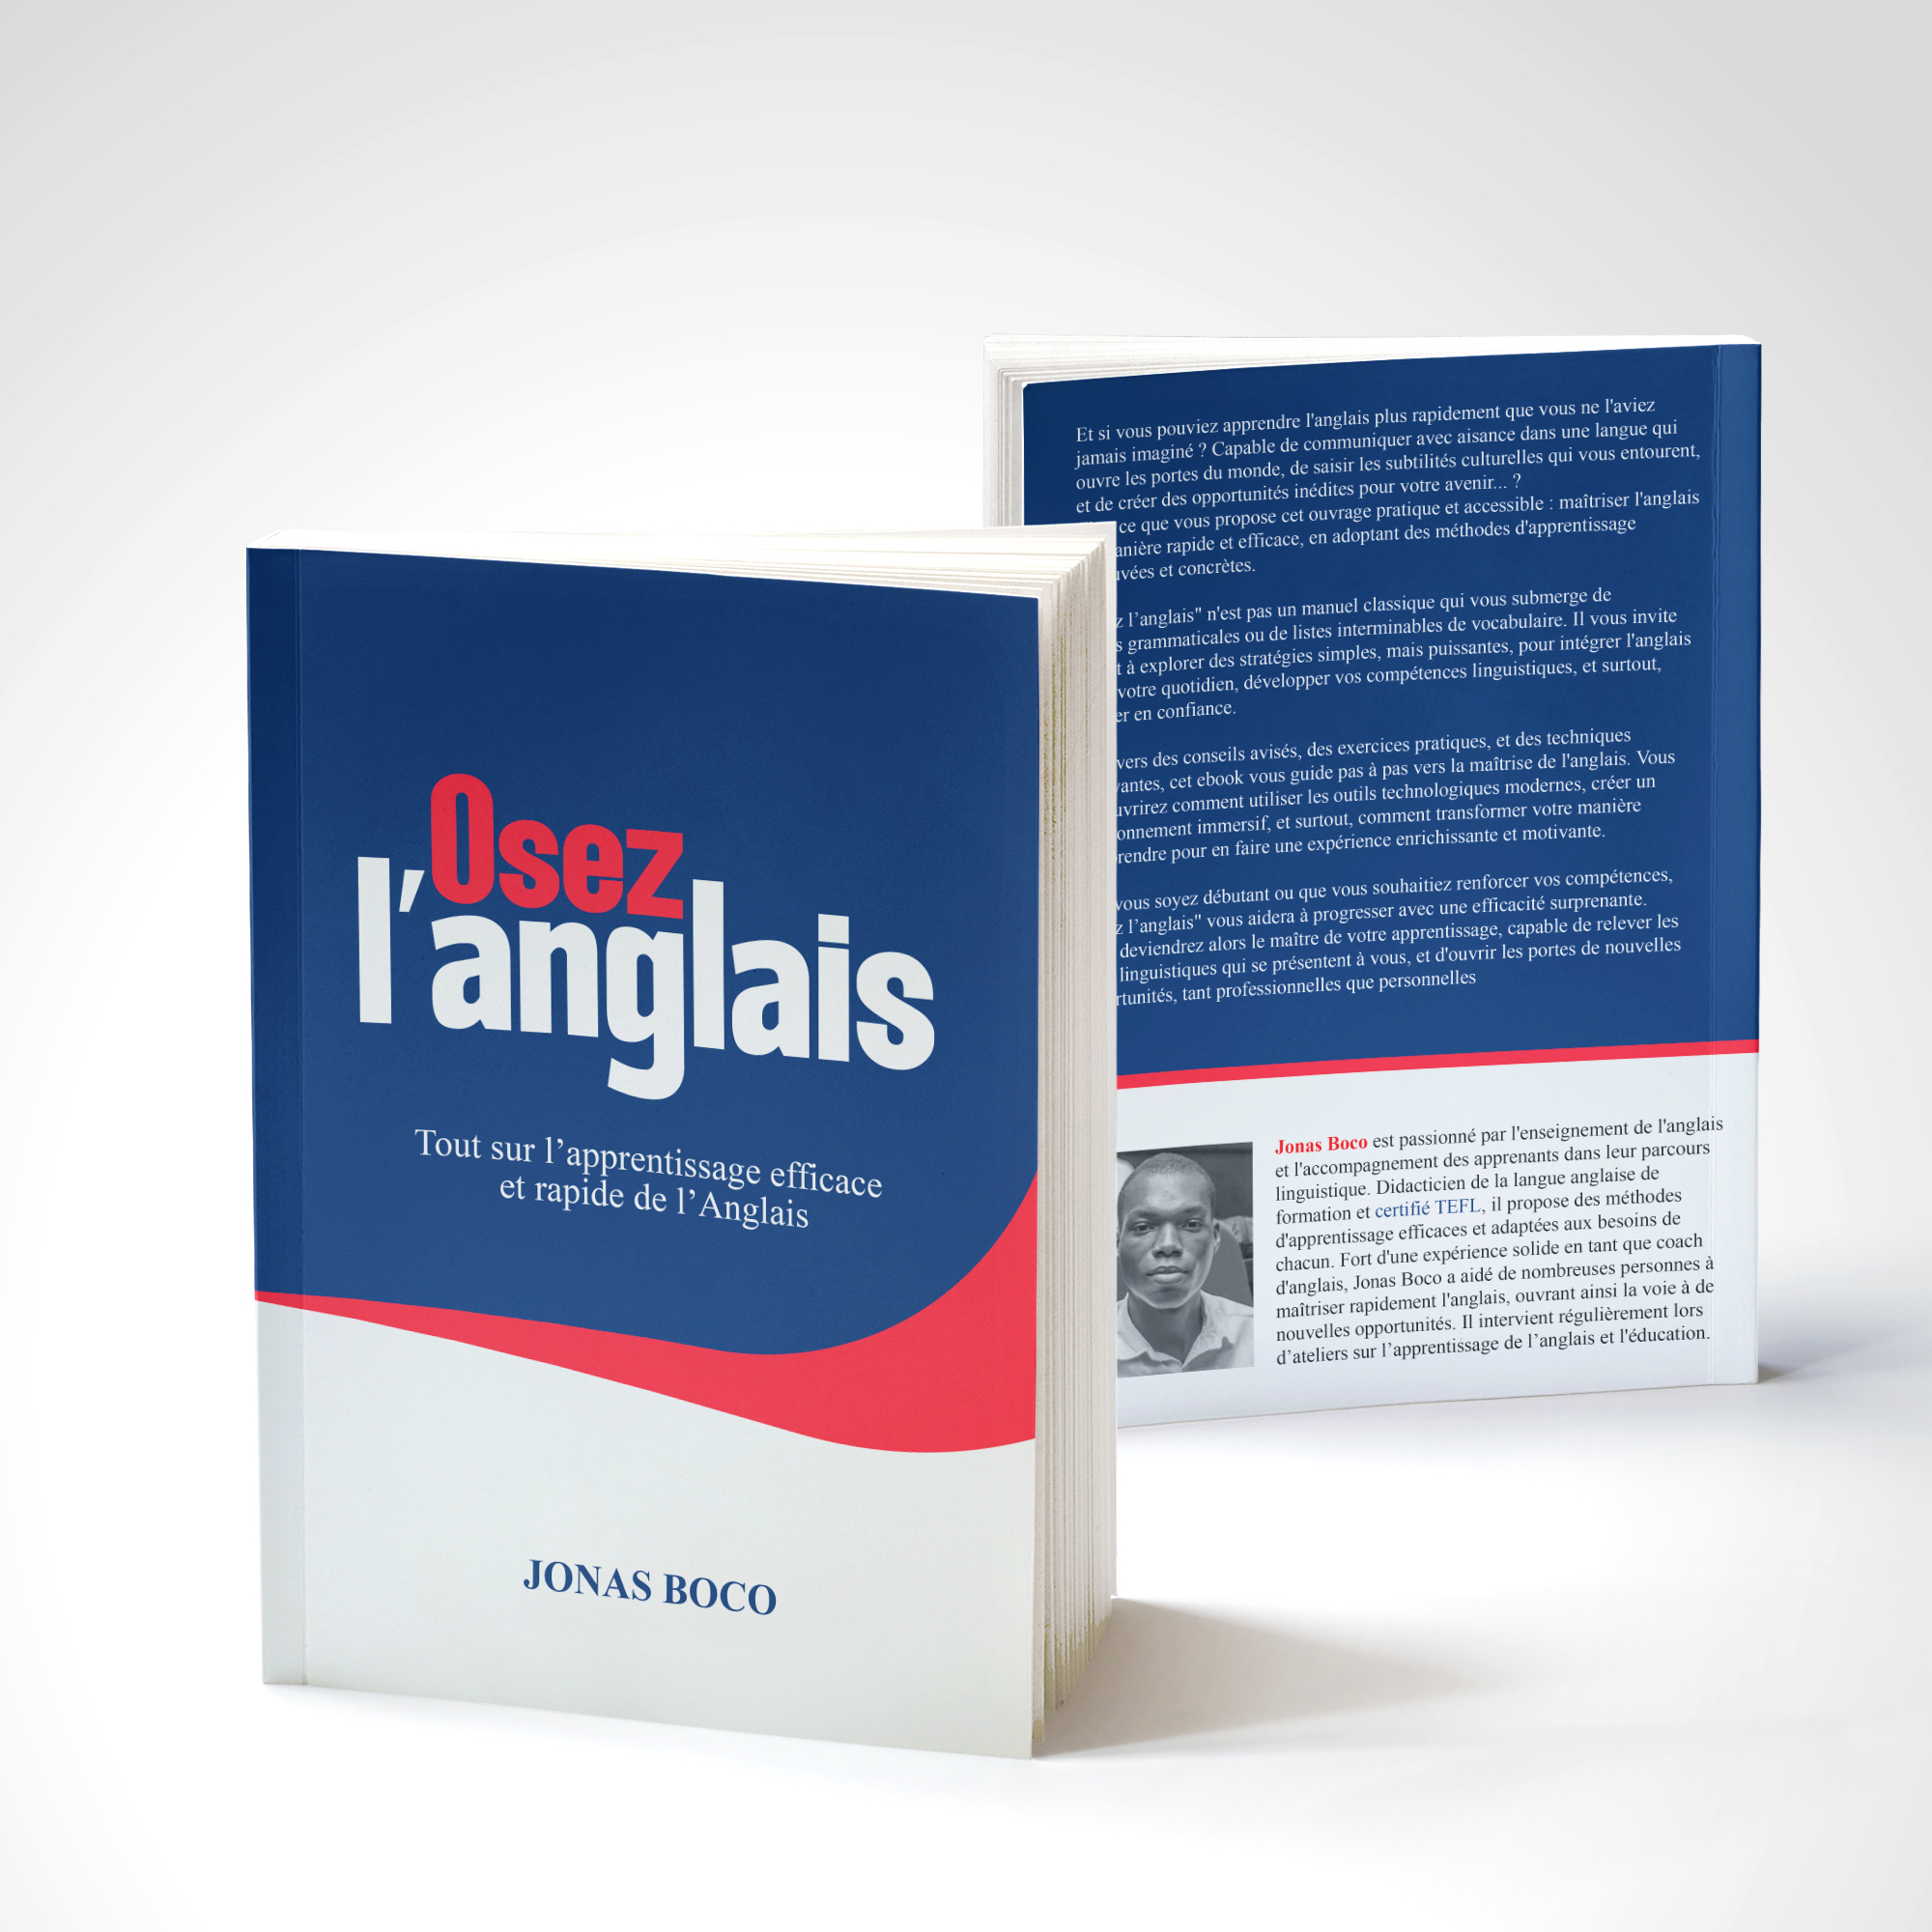 Osez
l’anglais
Tout sur l’apprentissage efficace
et rapide de l’Anglais
JONAS BOCO
Et si vous pouviez apprendre l'anglais plus rapidement que vous ne l'aviez
jamais imaginé ? Capable de communiquer avec aisance dans une langue qui
ouvre les portes du monde, de saisir les subtilités culturelles qui vous entourent,
et de créer des opportunités inédites pour votre avenir... ?
ce que vous propose cet ouvrage pratique et accessible : maîtriser l'anglais
rapide et efficace, en adoptant des méthodes d'apprentissage
et concrètes.
l’anglais" n'est pas un manuel classique qui vous submerge de
grammaticales ou de listes interminables de vocabulaire. Il vous invite
à explorer des stratégies simples, mais puissantes, pour intégrer l'anglais
votre quotidien, développer vos compétences linguistiques, et surtout,
en confiance.
des conseils avisés, des exercices pratiques, et des techniques
cet ebook vous guide pas à pas vers la maîtrise de l'anglais. Vous
comment utiliser les outils technologiques modernes, créer un
immersif, et surtout, comment transformer votre manière
pour en faire une expérience enrichissante et motivante.
vous soyez débutant ou que vous souhaitiez renforcer vos compétences,
l’anglais" vous aidera à progresser avec une efficacité surprenante.
deviendrez alors le maître de votre apprentissage, capable de relever les
linguistiques qui se présentent à vous, et d'ouvrir les portes de nouvelles
tant professionnelles que personnelles
Jonas Boco est passionné par l'enseignement de l'anglais
et l'accompagnement des apprenants dans leur parcours
linguistique. Didacticien de la langue anglaise de
formation et certifié TEFL, il propose des méthodes
d'apprentissage efficaces et adaptées aux besoins de
chacun. Fort d'une expérience solide en tant que coach
d'anglais, Jonas Boco a aidé de nombreuses personnes à
maîtriser rapidement l'anglais, ouvrant ainsi la voie à de
nouvelles opportunités. Il intervient régulièrement lors
d’ateliers sur l’apprentissage de l’anglais et l'éducation.